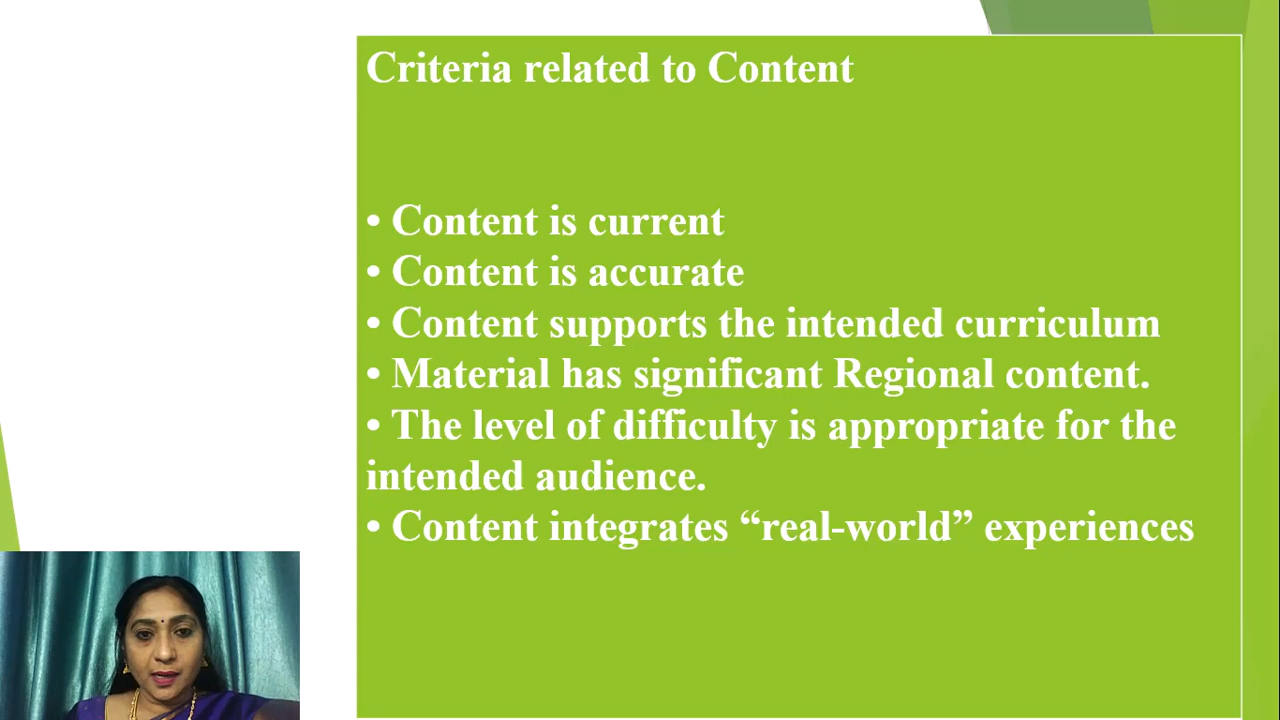 Criteria related to Content
• Content is current
• Content is accurate
• Content supports the intended curriculum
• Material has significant Regional content.
• The level of difficulty is appropriate for the
intended audience.
• Content integrates “real-world” experiences